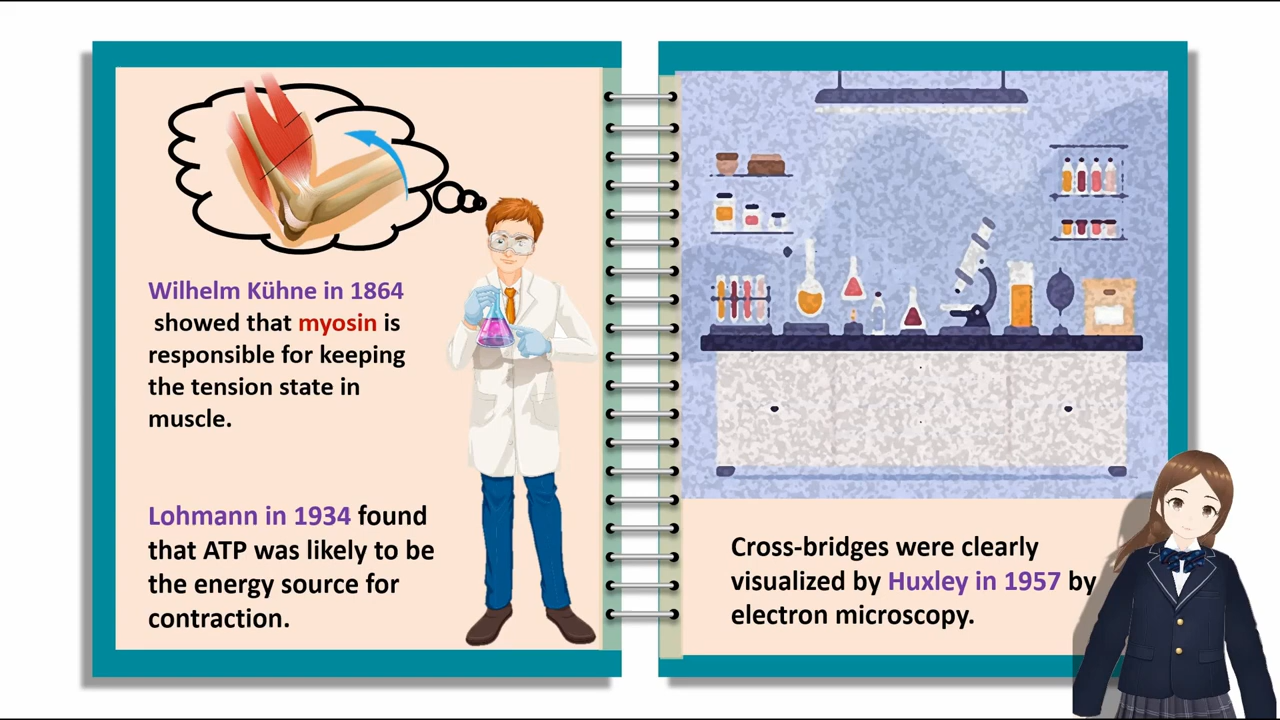 Wilhelm Kühne in 1864
showed that myosin is
responsible for keeping
the tension state in
muscle.
Lohmann in 1934 found
that ATP was likely to be
the energy source for
contraction.
Cross-bridges were clearly
visualized by Huxley in 1957 by
electron microscopy.